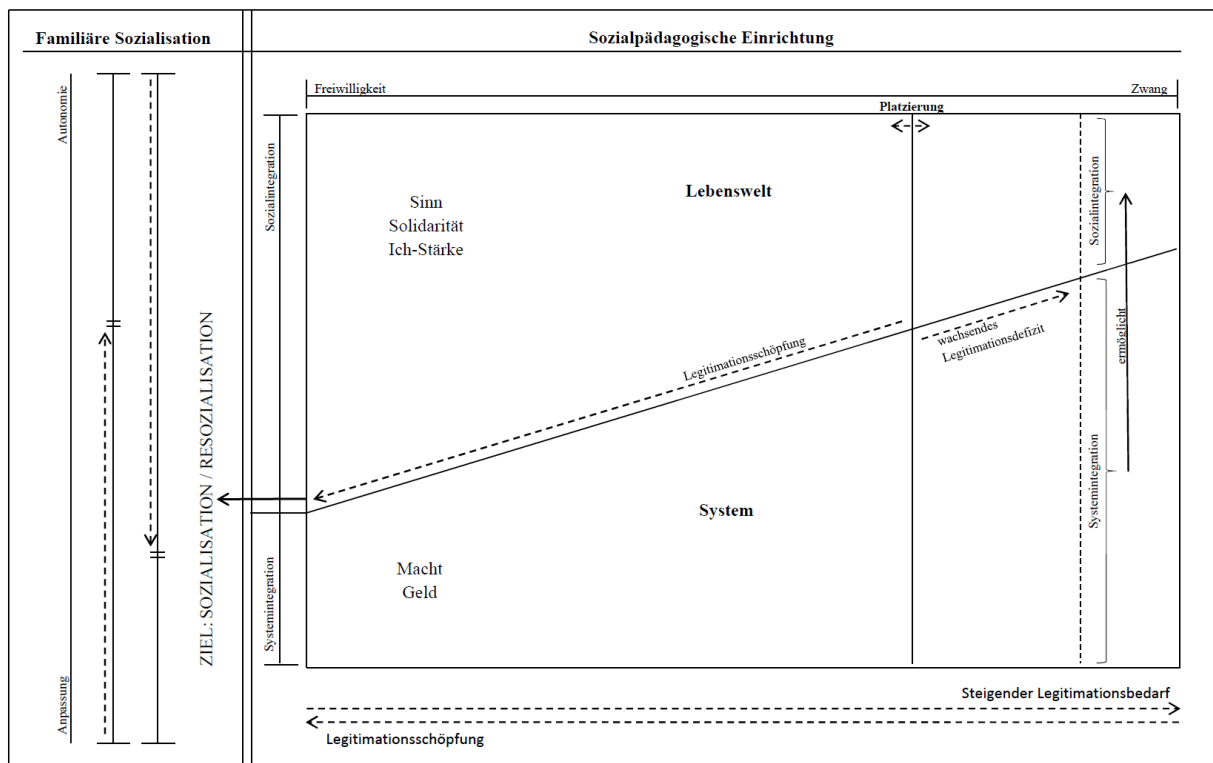 Familiäre Sozialisation
Sozialpädagogische Einrichtung
Autonomie
Anpassung
ZIEL: SOZIALISATION / RESOZIALISATION
Freiwilligkeit
Zwang
Platzierung
Sozialintegration
Systemintegration
Lebenswelt
Sinn
Solidarität
Ich-Stärke
Legitimationsschöpfung
wachsendes
Legitimationsdefizit
Sozialintegration
ermöglicht
Systemintegration
System
Macht
Geld
Steigender Legitimationsbedarf
Legitimationsschöpfung